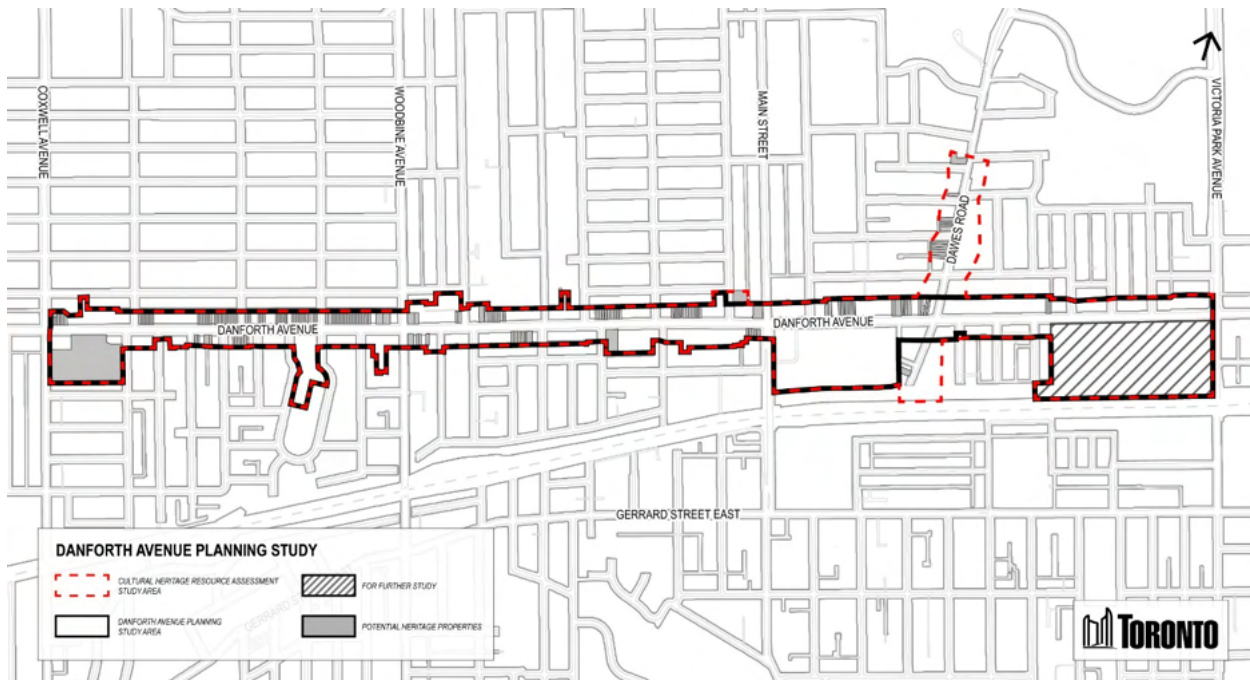 COXWELL AVENUE
WOODBINE AVENUE
MAIN STREET
VICTORIA PARK AVENUE
DAWES ROAD
DANFORTH AVENUE
DANFORTH AVENUE
GERRARD STREET EAST
DANFORTH AVENUE PLANNING STUDY
CULTURAL HERITAGE RESOURCE ASSESSMENT
STUDY AREA
FOR FURTHER STUDY
DANFORTH AVENUE PLANNING
STUDY AREA
POTENTIAL HERITAGE PROPERTIES
GERRARD S
TORONTO